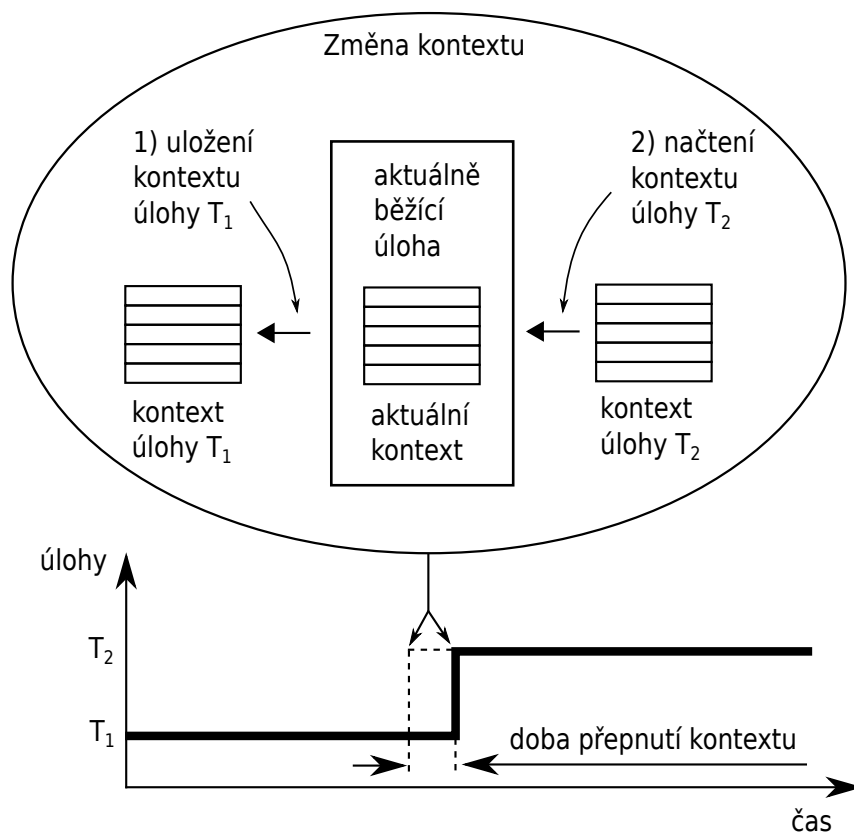 Změna kontextu
1) uložení
kontextu
úlohy T₁
aktuálně
běžící
úloha
2) načtení
kontextu
úlohy T₂
kontext
úlohy T₁
aktuální
kontext
kontext
úlohy T₂
úlohy
T₂
T₁
doba přepnutí kontextu
čas